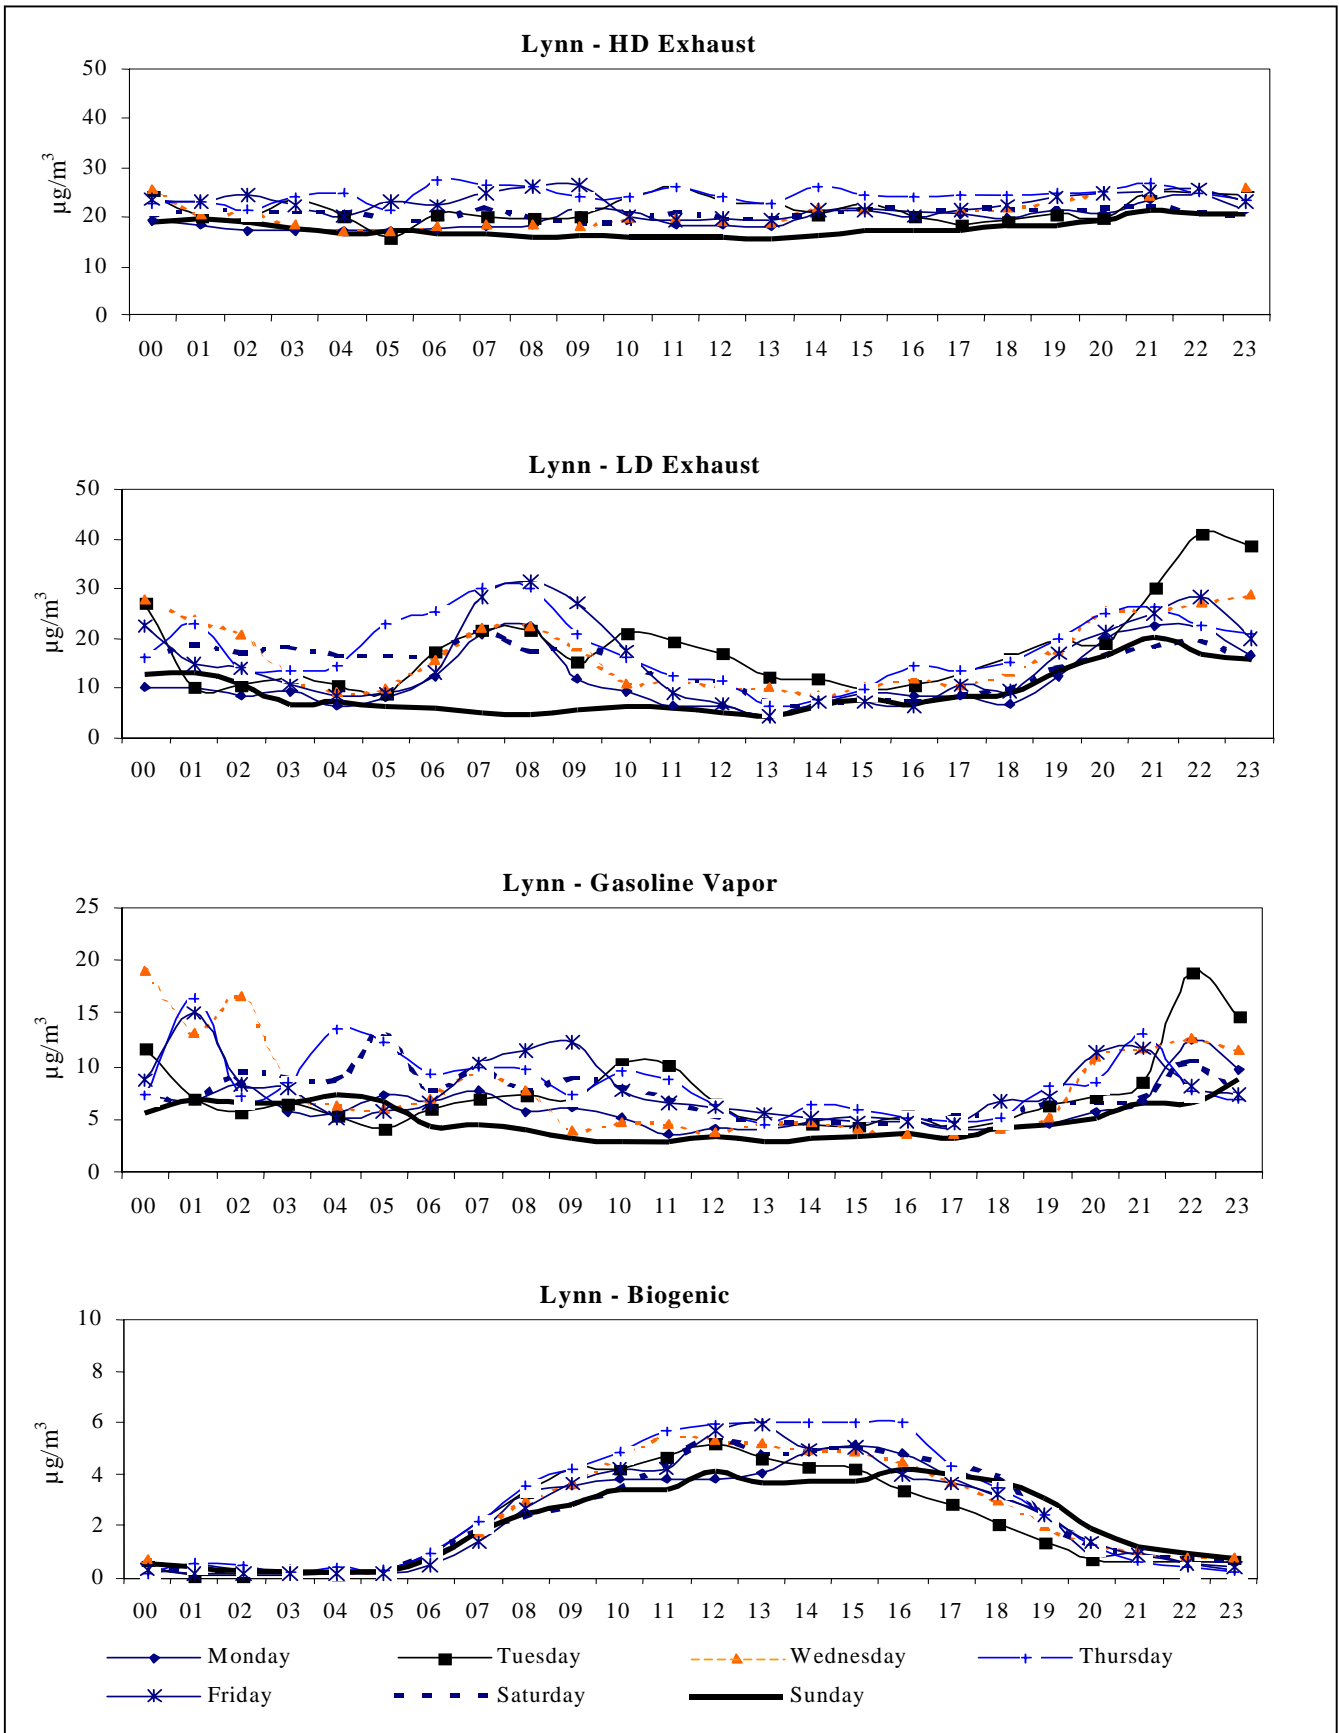 Lynn - HD Exhaust
50
40
30
20
10
0
µg/m³
00 01 02 03 04 05 06 07 08 09 10 11 12 13 14 15 16 17 18 19 20 21 22 23
Lynn - LD Exhaust
50
40
30
20
10
0
µg/m³
00 01 02 03 04 05 06 07 08 09 10 11 12 13 14 15 16 17 18 19 20 21 22 23
Lynn - Gasoline Vapor
25
20
15
10
5
0
µg/m³
00 01 02 03 04 05 06 07 08 09 10 11 12 13 14 15 16 17 18 19 20 21 22 23
Lynn - Biogenic
10
8
6
4
2
0
µg/m³
00 01 02 03 04 05 06 07 08 09 10 11 12 13 14 15 16 17 18 19 20 21 22 23
Monday Tuesday Wednesday Thursday
Friday Saturday Sunday